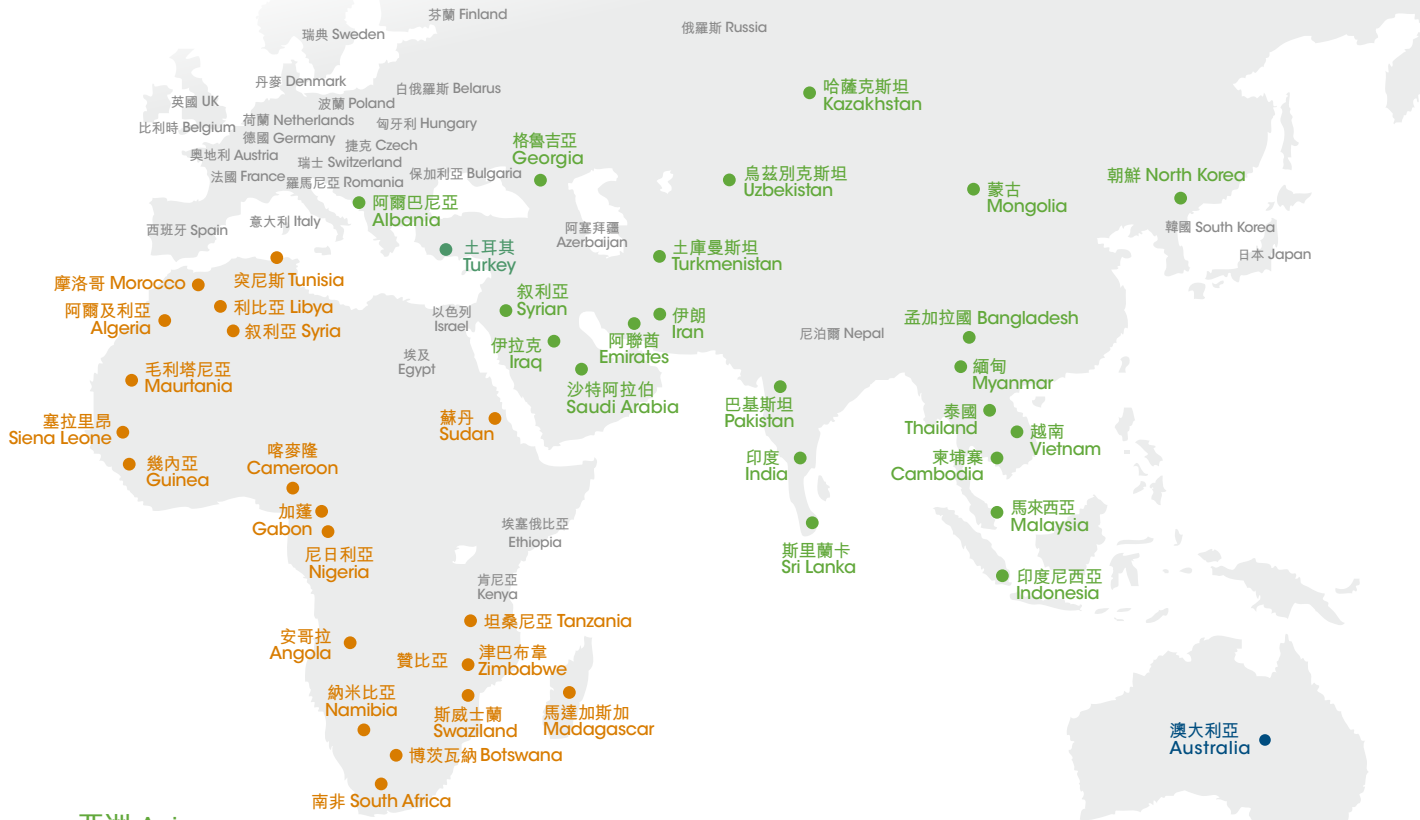 芬蘭 Finland
瑞典 Sweden
俄羅斯 Russia
丹麥 Denmark
白俄羅斯 Belarus
英國 UK
波蘭 Poland
哈薩克斯坦
Kazakhstan
荷蘭 Netherlands
比利時 Belgium
匈牙利 Hungary
德國 Germany
捷克 Czech
奧地利 Austria
瑞士 Switzerland
格魯吉亞
Georgia
法國 France
羅馬尼亞 Romania
保加利亞 Bulgaria
烏茲別克斯坦
Uzbekistan
朝鮮 North Korea
蒙古
Mongolia
阿爾巴尼亞
Albania
西班牙 Spain
意大利 Italy
阿塞拜疆
Azerbaijan
韓國 South Korea
日本 Japan
土耳其
Turkey
土庫曼斯坦
Turkmenistan
摩洛哥 Morocco
突尼斯 Tunisia
利比亞 Libya
阿爾及利亞
Algeria
叙利亞 Syria
叙利亞
Syrian
以色列
Israel
伊朗
Iran
伊拉克
Iraq
阿聯酋
Emirates
尼泊爾 Nepal
孟加拉國 Bangladesh
埃及
Egypt
毛利塔尼亞
Maurtania
沙特阿拉伯
Saudi Arabia
緬甸
Myanmar
巴基斯坦
Pakistan
泰國
Thailand
越南
Vietnam
塞拉里昂
Siena Leone
蘇丹
Sudan
幾內亞
Guinea
喀麥隆
Cameroon
印度
India
柬埔寨
Cambodia
加蓬
Gabon
尼日利亞
Nigeria
埃塞俄比亞
Ethiopia
馬來西亞
Malaysia
斯里蘭卡
Sri Lanka
肯尼亞
Kenya
印度尼西亞
Indonesia
坦桑尼亞 Tanzania
安哥拉
Angola
贊比亞
津巴布韋
Zimbabwe
納米比亞
Namibia
斯威士蘭
Swaziland
馬達加斯加
Madagascar
博茨瓦納 Botswana
南非 South Africa
澳大利亞
Australia